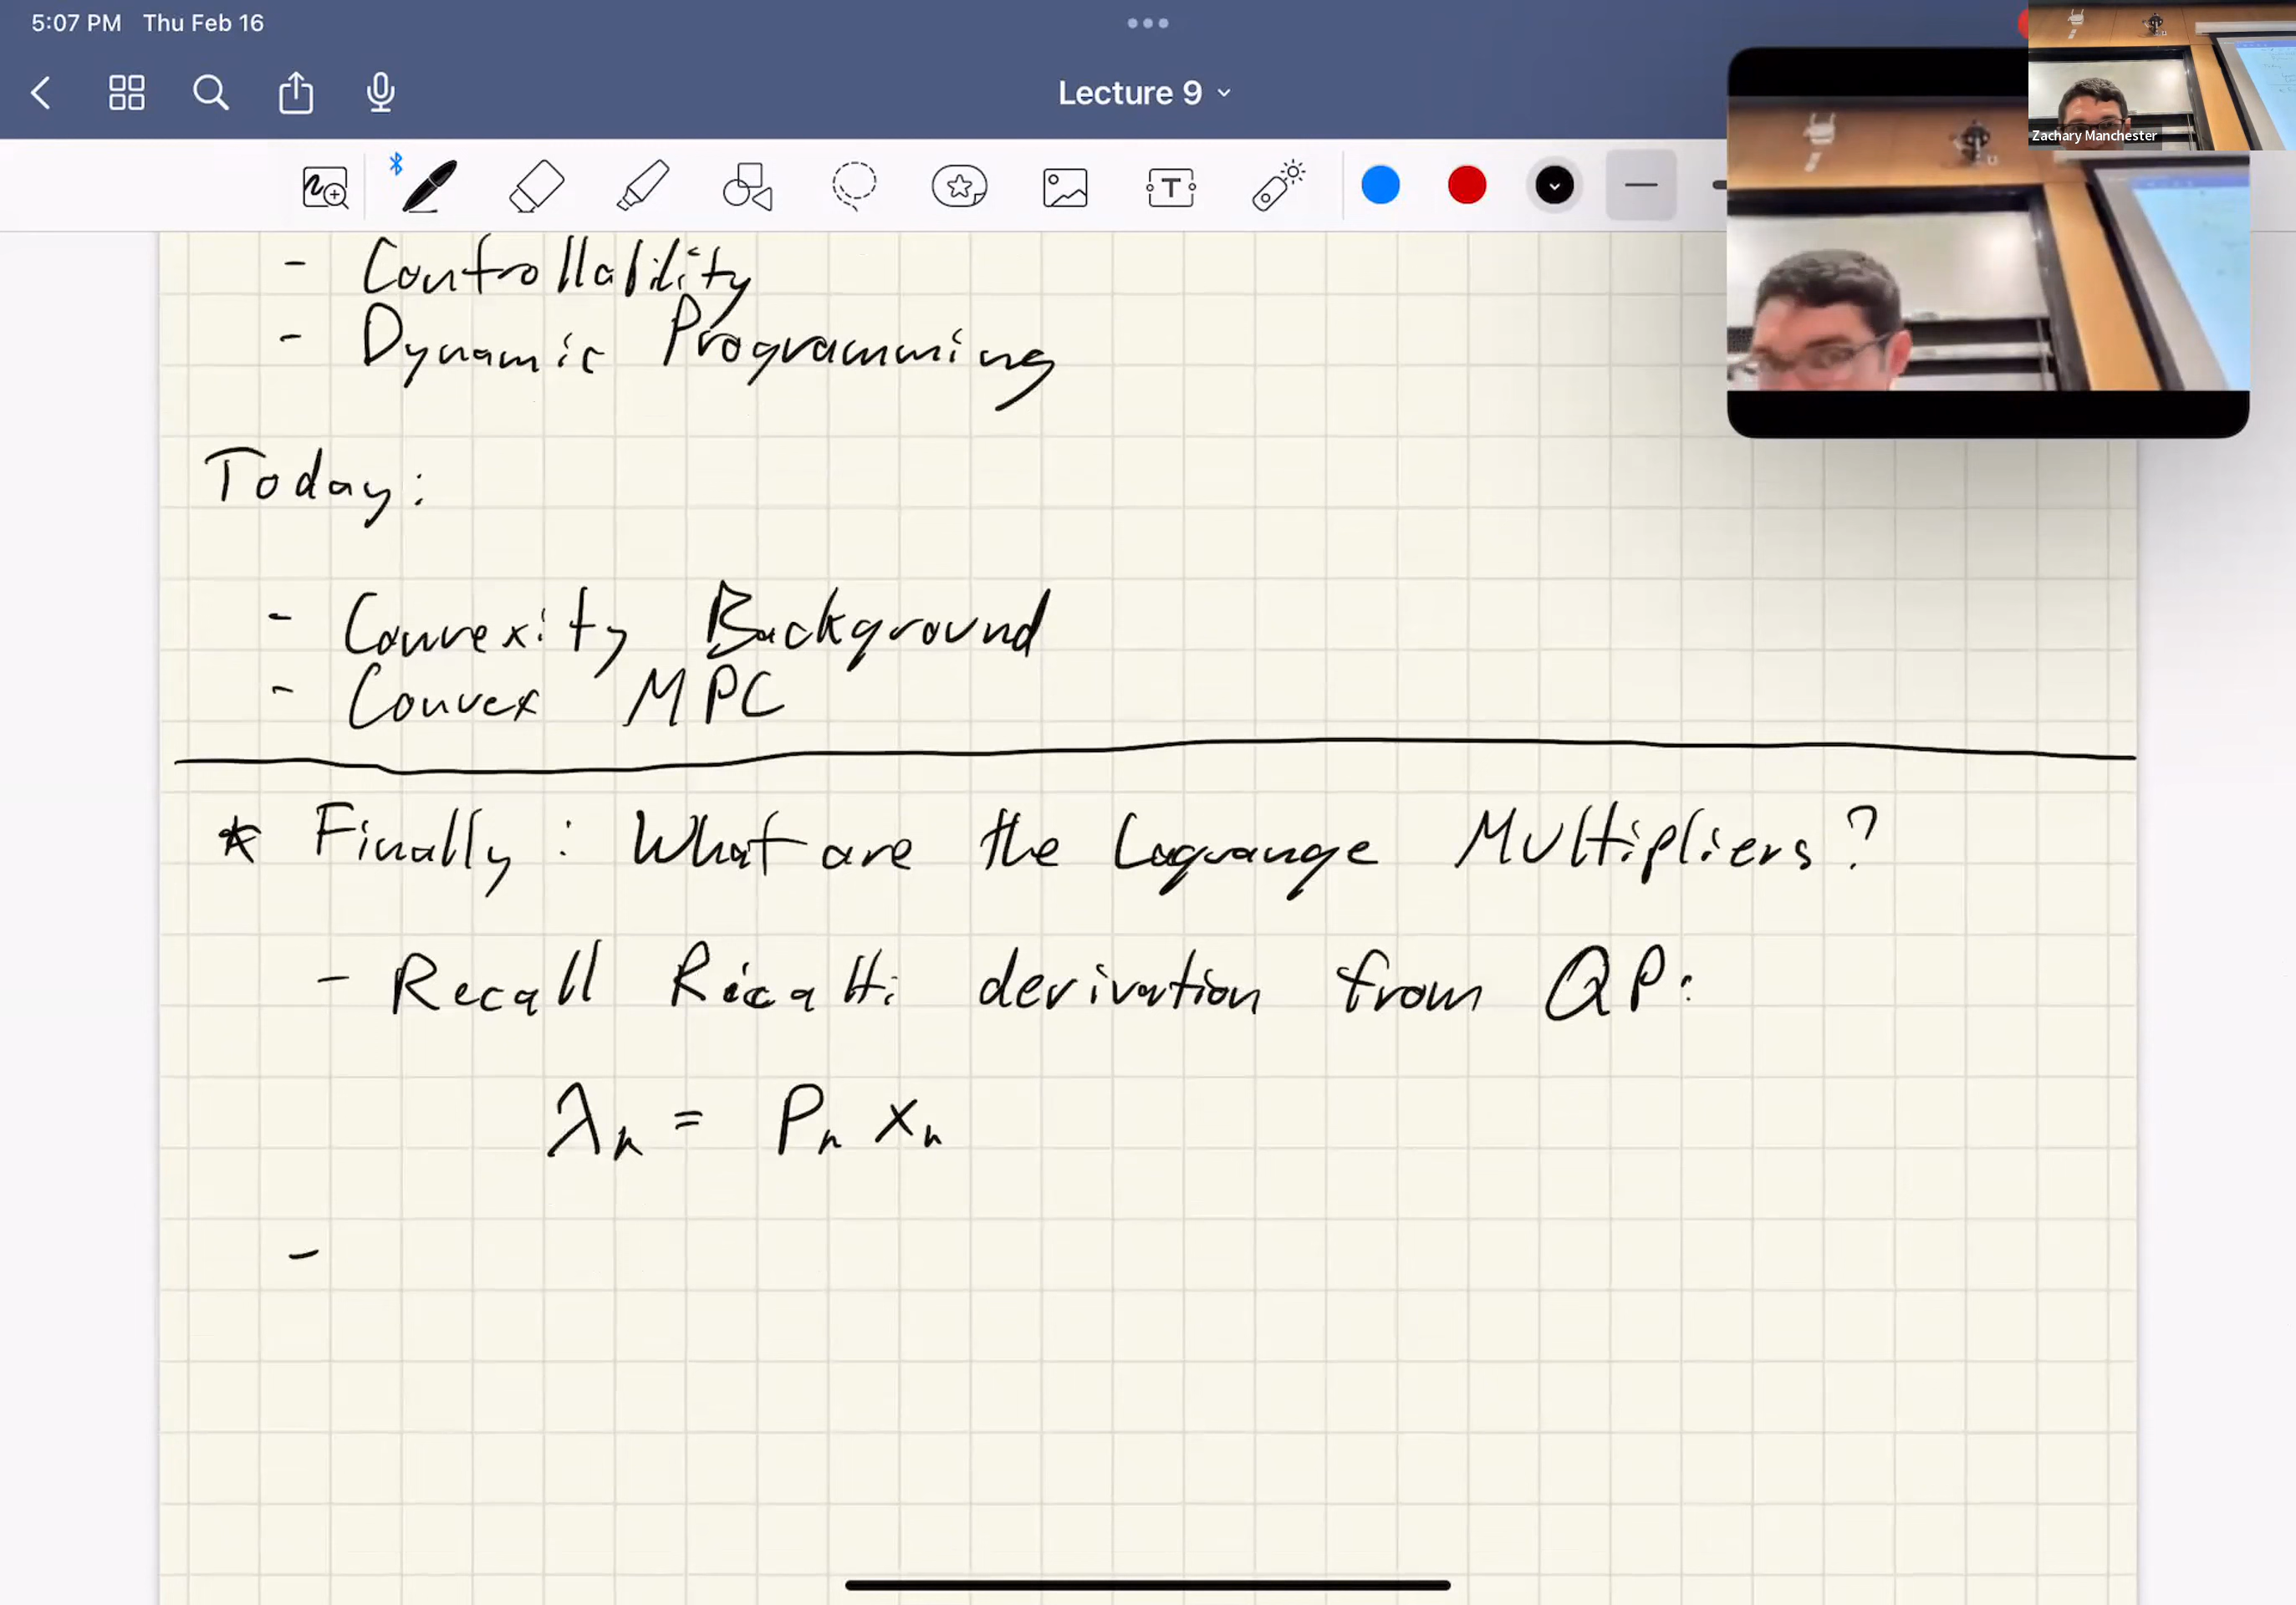 5:07 PM Thu Feb 16
Lecture 9
Zachary Manchester
- Controllability
- Dynamic Programming
Today:
- Convexity Background
- Convex MPC
* Finally: What are the Lagrange Multipliers?
- Recall Ricatti derivation from QP:
λₙ = Pₙ xₙ
-